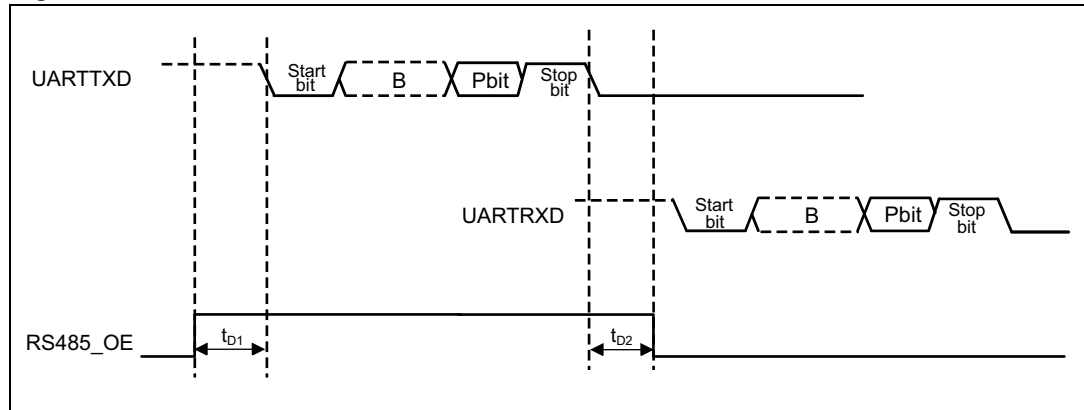 UARTTXD
Start
bit
B
Pbit
Stop
bit
UARTRXD
Start
bit
B
Pbit
Stop
bit
RS485_OE
tD1
tD2